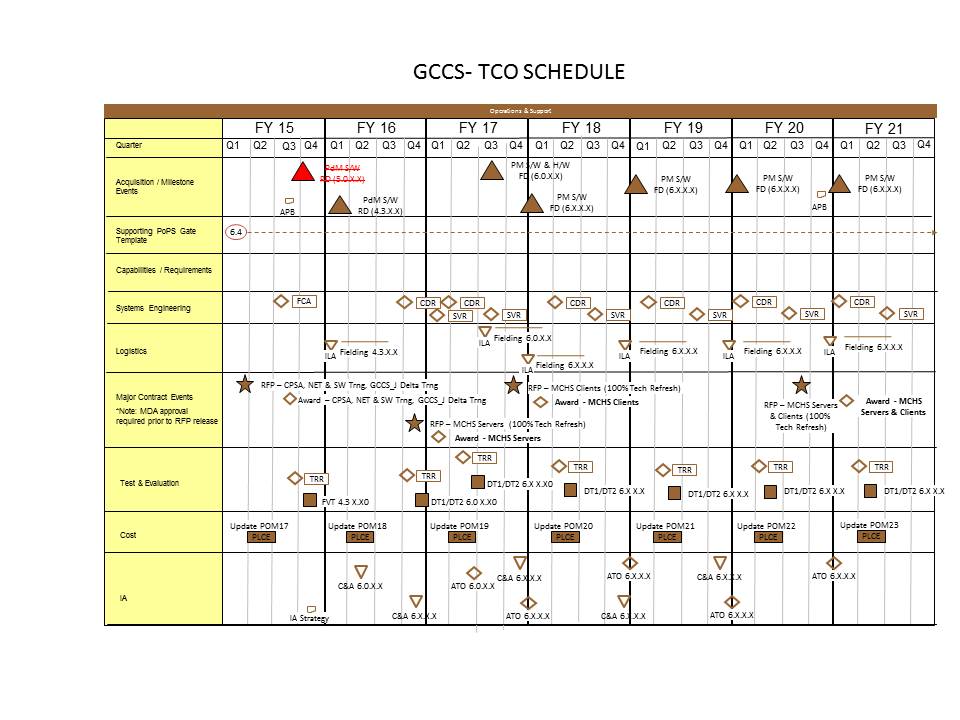 GCCS- TCO SCHEDULE
Operations & Support
FY 15 FY 16 FY 17 FY 18 FY 19 FY 20 FY 21
Quarter Q1 Q2 Q3 Q4 Q1 Q2 Q3 Q4 Q1 Q2 Q3 Q4 Q1 Q2 Q3 Q4 Q1 Q2 Q3 Q4 Q1 Q2 Q3 Q4 Q1 Q2 Q3 Q4
Acquisition / Milestone
Events
PdM S/W
RD (5.0.X.X)
APB
PdM S/W
RD (4.3.X.X)
PM S/W & H/W
FD (6.0.X.X)
PM S/W
FD (6.X.X.X)
PM S/W
FD (6.X.X.X)
PM S/W
FD (6.X.X.X)
APB
PM S/W
FD (6.X.X.X)
Supporting PoPS Gate
Template
6.4
Capabilities / Requirements
Systems Engineering
FCA CDR CDR CDR CDR CDR CDR
SVR SVR SVR SVR SVR SVR
Logistics
ILA Fielding 4.3.X.X
ILA Fielding 6.0.X.X
ILA Fielding 6.X.X.X
ILA Fielding 6.X.X.X
ILA Fielding 6.X.X.X
ILA Fielding 6.X.X.X
Major Contract Events
*Note: MDA approval
required prior to RFP release
RFP – CPSA, NET & SW Trng, GCCS_J Delta Trng
Award – CPSA, NET & SW Trng, GCCS_J Delta Trng
RFP – MCHS Servers (100% Tech Refresh)
Award - MCHS Servers
RFP – MCHS Clients (100% Tech Refresh)
Award - MCHS Clients
RFP – MCHS Servers
& Clients (100%
Tech Refresh)
Award - MCHS
Servers & Clients
Test & Evaluation
TRR TRR TRR TRR TRR TRR TRR
FVT 4.3 X.X0 DT1/DT2 6.0 X.X0 DT1/DT2 6.X X.X0 DT1/DT2 6.X X.X DT1/DT2 6.X X.X DT1/DT2 6.X X.X DT1/DT2 6.X X.X
Cost
Update POM17 Update POM18 Update POM19 Update POM20 Update POM21 Update POM22 Update POM23
PLCE PLCE PLCE PLCE PLCE PLCE PLCE
IA
IA Strategy
C&A 6.0.X.X
C&A 6.X.X.X
ATO 6.0.X.X
C&A 6.X.X.X
ATO 6.X.X.X
ATO 6.X.X.X
C&A 6.X.X.X
C&A 6.X.X.X
ATO 6.X.X.X
ATO 6.X.X.X